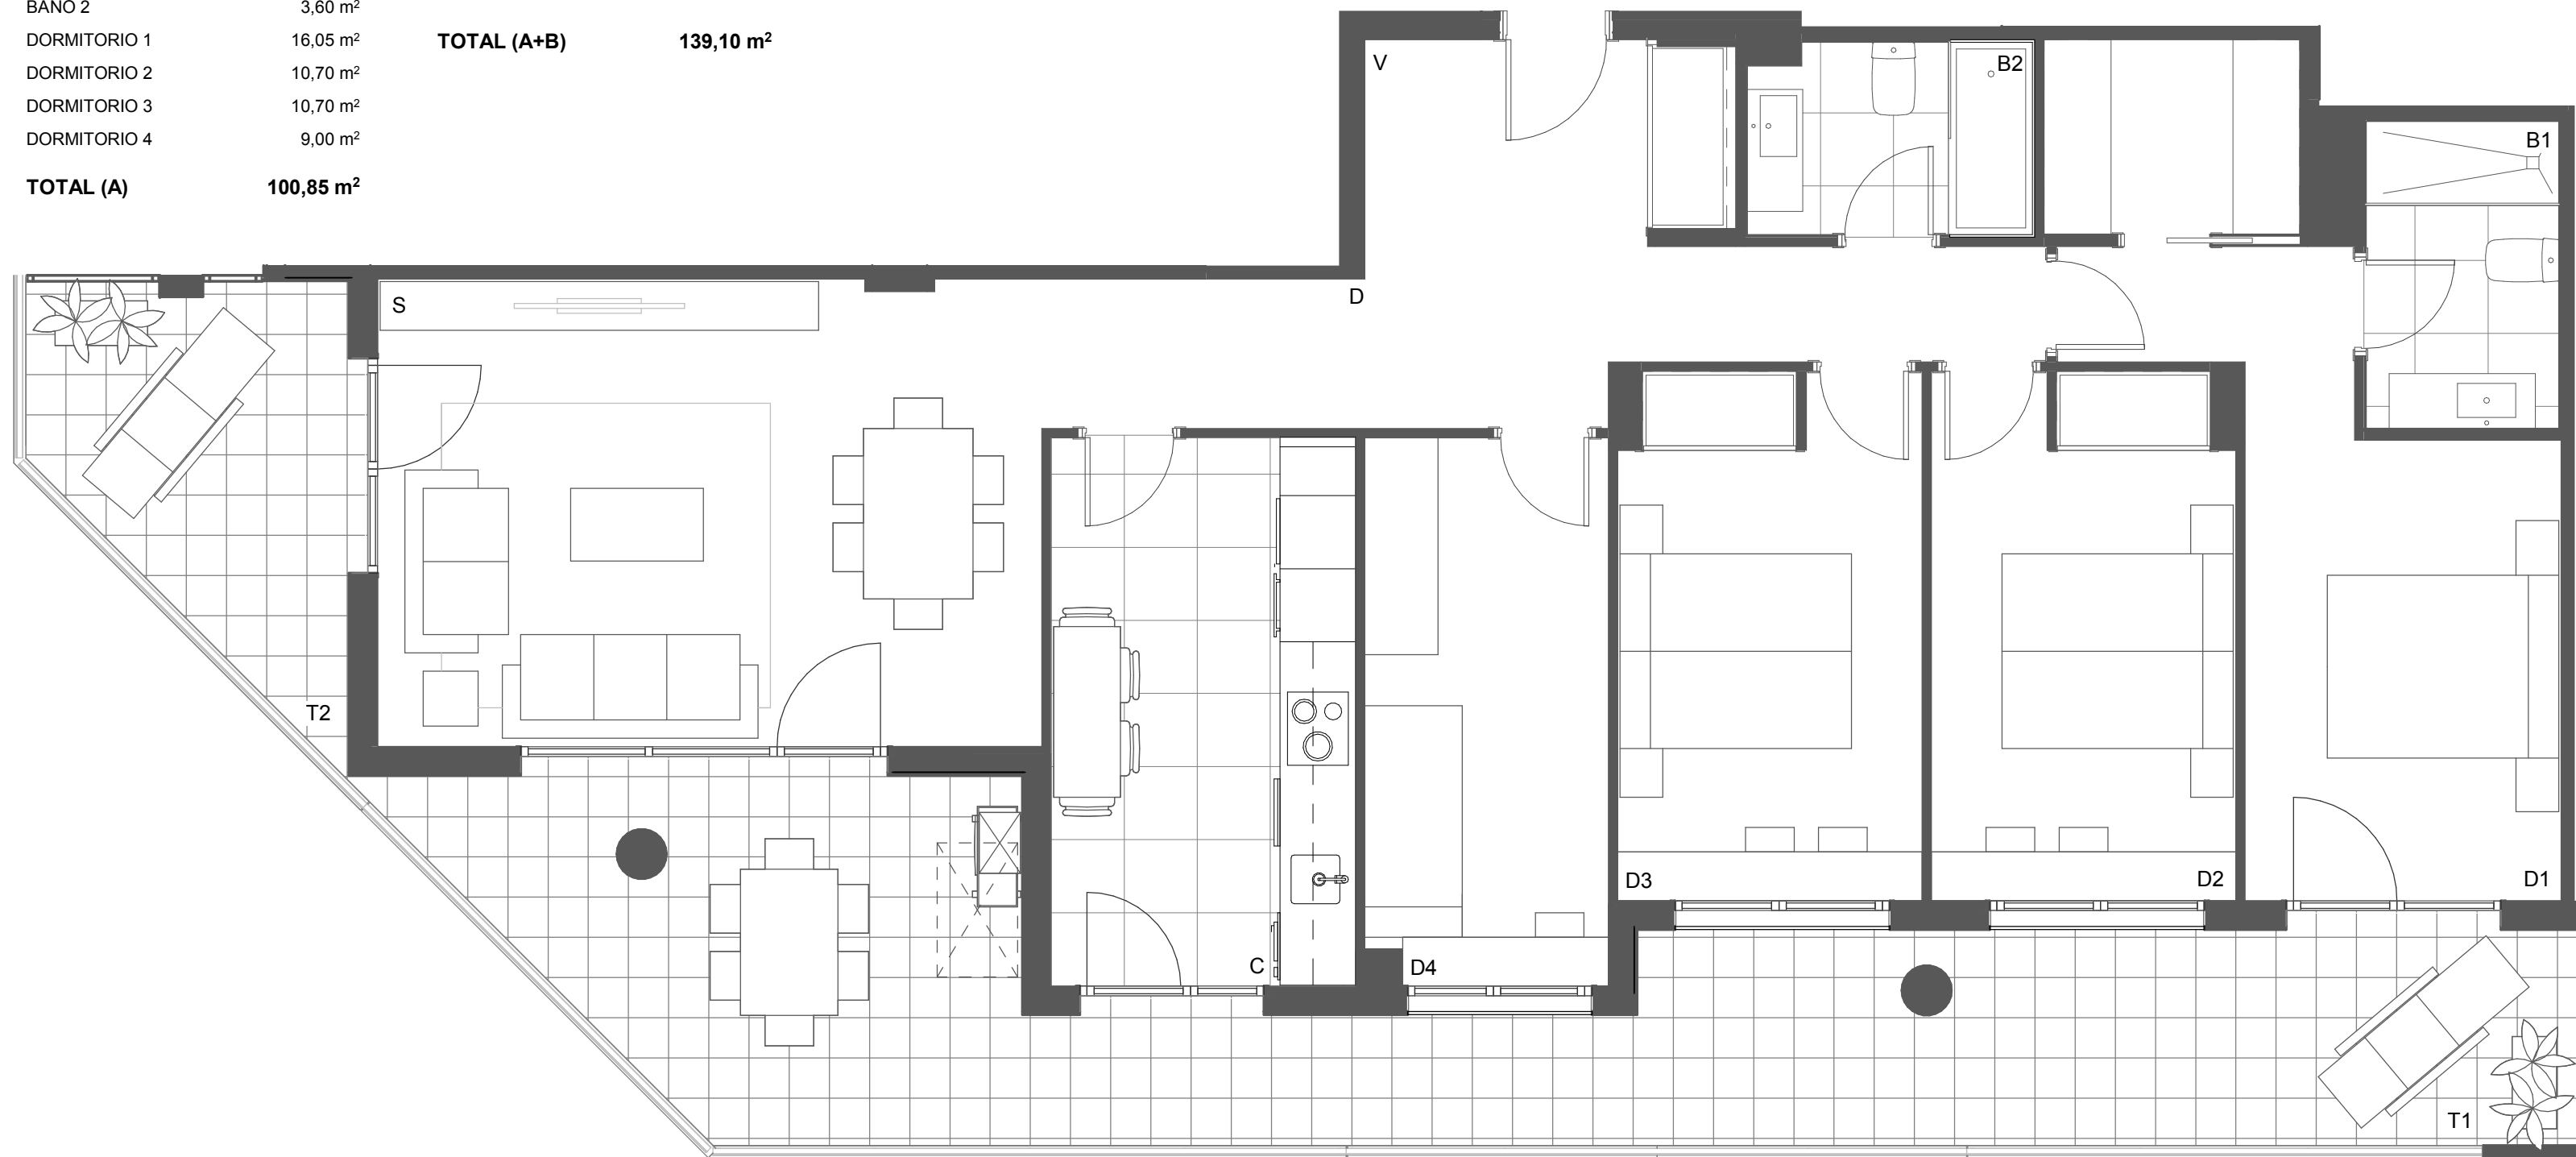 BAÑO 2 3,60 m²
DORMITORIO 1 16,05 m² TOTAL (A+B) 139,10 m²
DORMITORIO 2 10,70 m²
DORMITORIO 3 10,70 m²
DORMITORIO 4 9,00 m²
TOTAL (A) 100,85 m²
V
B2
B1
S
D
T2
D3
D2
D1
C
D4
T1